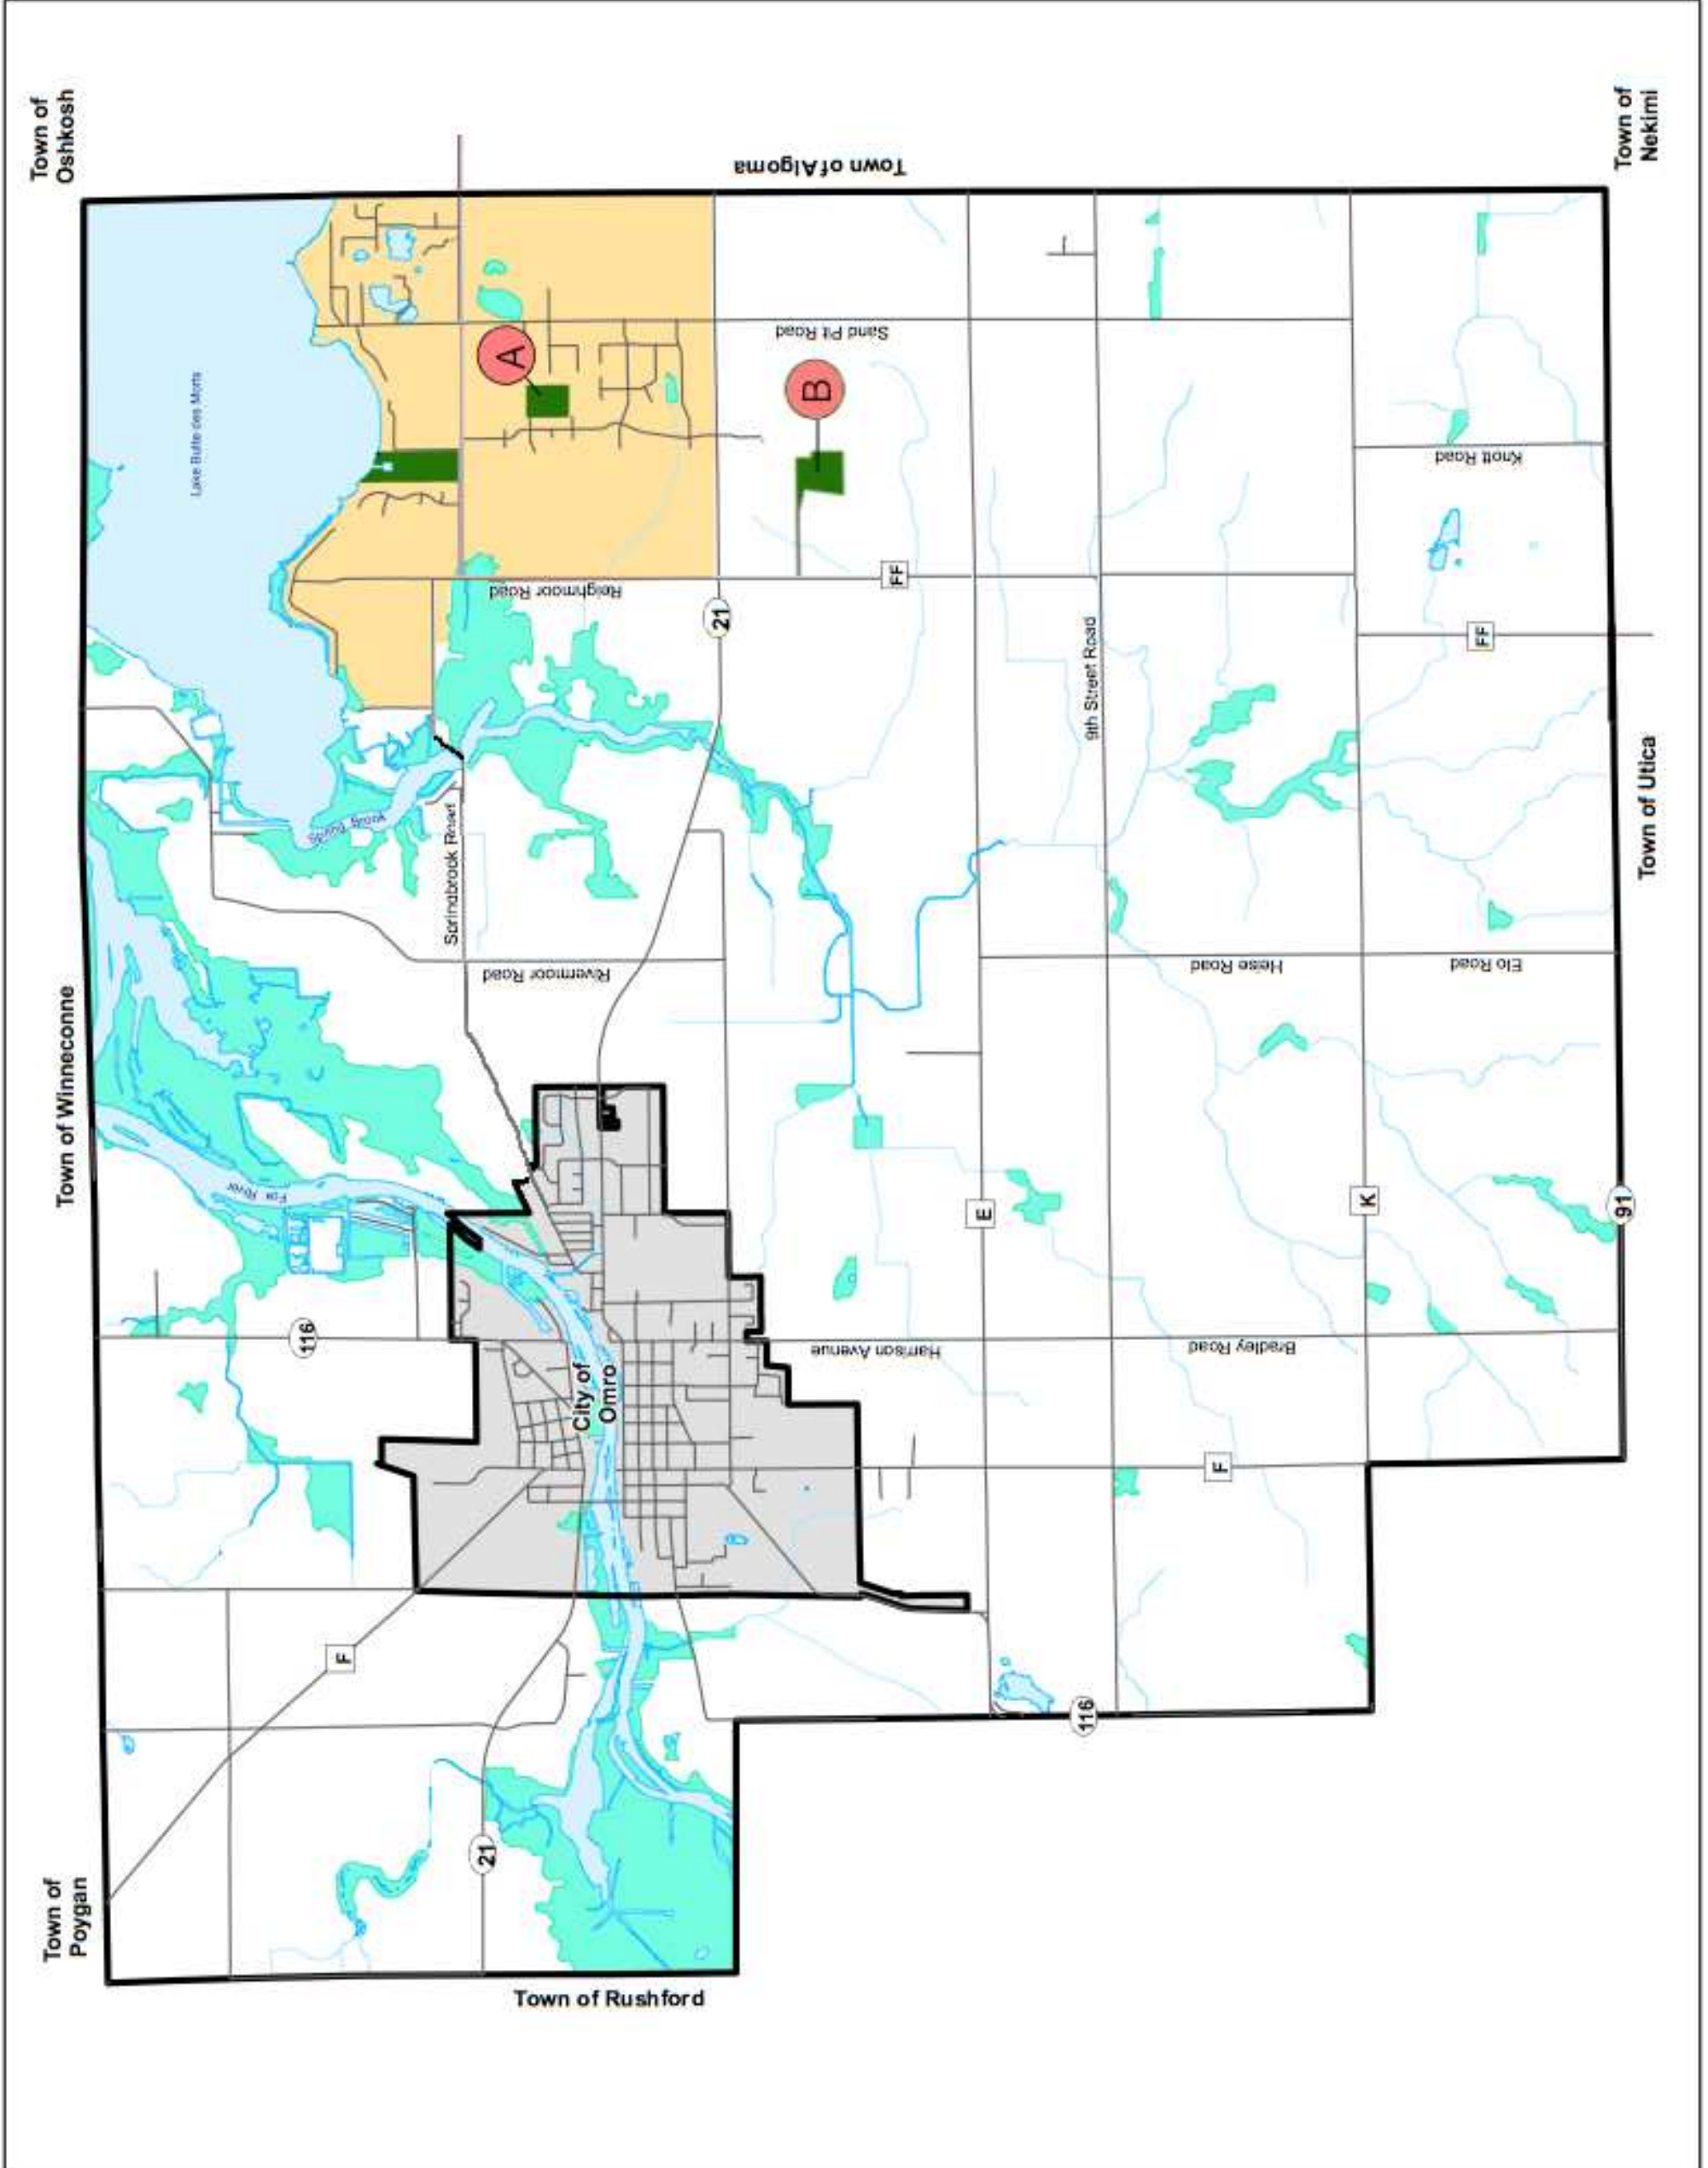 Town of
Poygan
Town of Winneconne
Town of
Oshkosh
Lake Butte des Morts
Fox River
Spring Brook
Springbrook Road
Rivermoor Road
Reighmoor Road
A
B
Sand Pit Road
Town of Algoma
116
F
21
21
City of
Omro
Town of Rushford
Harrison Avenue
FF
E
9th Street Road
116
F
Bradley Road
Heise Road
K
Elo Road
FF
Knott Road
91
Town of Utica
Town of
Nekimi